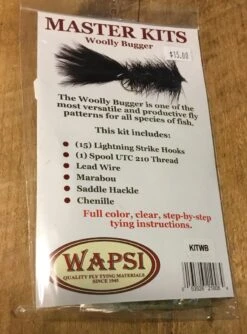 MASTER KITS
Woolly Bugger
$15.00
The Woolly Bugger is one of the
most versatile and productive fly
patterns for all species of fish.
This kit includes:
(15) Lightning Strike Hooks
(1) Spool UTC 210 Thread
Lead Wire
Marabou
Saddle Hackle
Chenille
Full color, clear, step-by-step
tying instructions.
WAPSI
QUALITY FLY TYING MATERIALS
SINCE 1945
KITWB